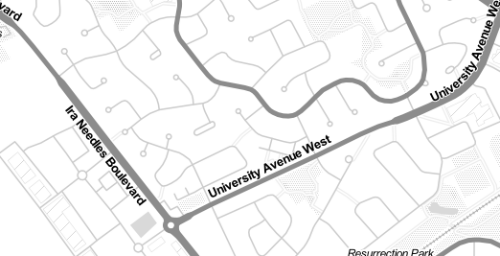 University Avenue West
Ira Needles Boulevard
University Avenue West
Resurrection Park